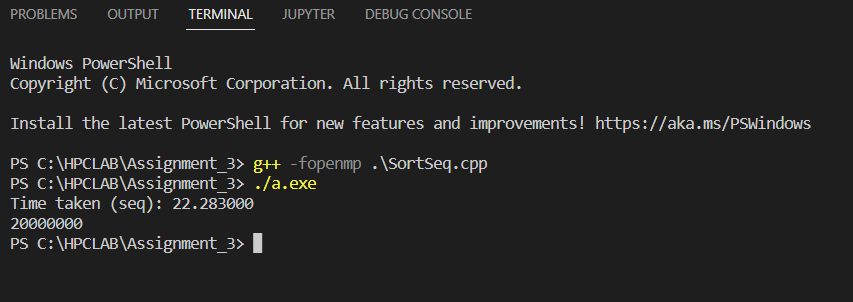 PROBLEMS OUTPUT TERMINAL JUPYTER DEBUG CONSOLE
Windows PowerShell
Copyright (C) Microsoft Corporation. All rights reserved.
Install the latest PowerShell for new features and improvements! https://aka.ms/PSWindows
PS C:\HPCLAB\Assignment_3> g++ -fopenmp .\SortSeq.cpp
PS C:\HPCLAB\Assignment_3> ./a.exe
Time taken (seq): 22.283000
20000000
PS C:\HPCLAB\Assignment_3>